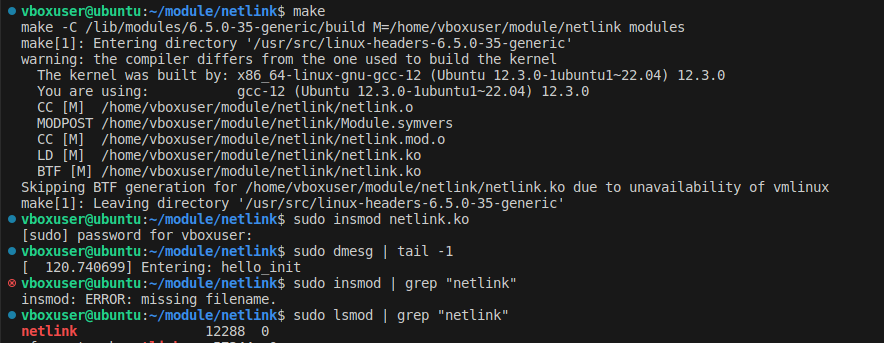 vboxuser@ubuntu:~/module/netlink$ make
make -C /lib/modules/6.5.0-35-generic/build M=/home/vboxuser/module/netlink modules
make[1]: Entering directory '/usr/src/linux-headers-6.5.0-35-generic'
warning: the compiler differs from the one used to build the kernel
  The kernel was built by: x86_64-linux-gnu-gcc-12 (Ubuntu 12.3.0-1ubuntu1~22.04) 12.3.0
  You are using:           gcc-12 (Ubuntu 12.3.0-1ubuntu1~22.04) 12.3.0
  CC [M]  /home/vboxuser/module/netlink/netlink.o
  MODPOST /home/vboxuser/module/netlink/Module.symvers
  CC [M]  /home/vboxuser/module/netlink/netlink.mod.o
  LD [M]  /home/vboxuser/module/netlink/netlink.ko
  BTF [M] /home/vboxuser/module/netlink/netlink.ko
Skipping BTF generation for /home/vboxuser/module/netlink/netlink.ko due to unavailability of vmlinux
make[1]: Leaving directory '/usr/src/linux-headers-6.5.0-35-generic'
vboxuser@ubuntu:~/module/netlink$ sudo insmod netlink.ko
[sudo] password for vboxuser:
vboxuser@ubuntu:~/module/netlink$ sudo dmesg | tail -1
[  120.740699] Entering: hello_init
vboxuser@ubuntu:~/module/netlink$ sudo insmod | grep "netlink"
insmod: ERROR: missing filename.
vboxuser@ubuntu:~/module/netlink$ sudo lsmod | grep "netlink"
netlink                12288  0